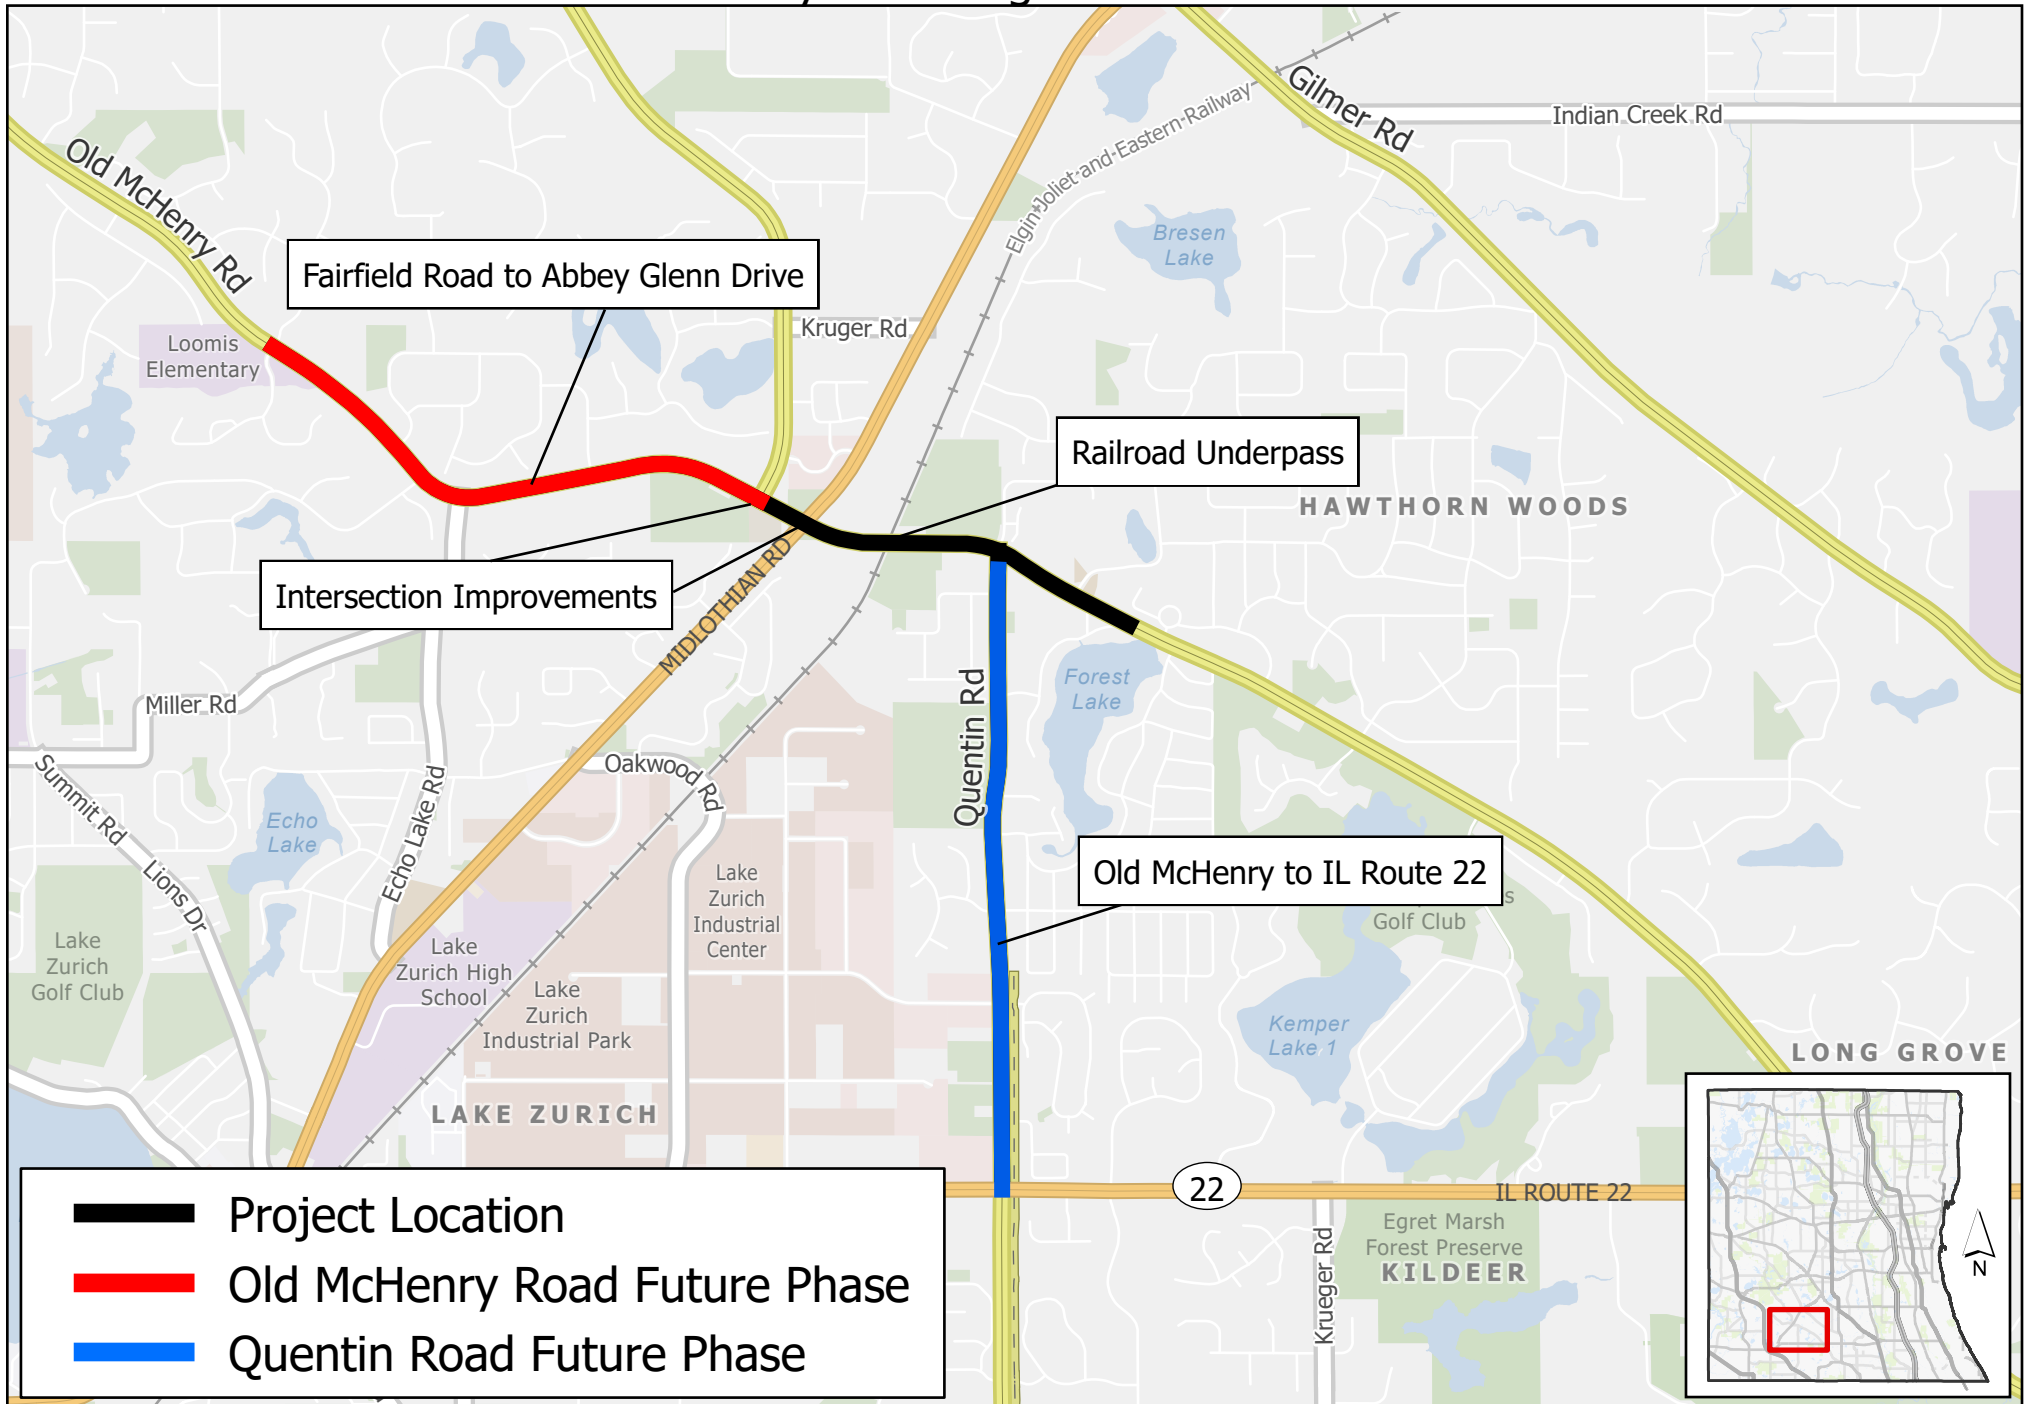 Gilmer Rd
Indian Creek Rd
Elgin-Joliet-and-Eastern-Railway
Old McHenry Rd
Bresen
Lake
Fairfield Road to Abbey Glenn Drive
Kruger Rd
Loomis
Elementary
Railroad Underpass
HAWTHORN WOODS
Intersection Improvements
MIDLOTHIAN RD
Forest
Lake
Miller Rd
Quentin Rd
Oakwood Rd
Summit Rd
Echo Lake Rd
Echo
Lake
Lions Dr
Lake
Zurich
Industrial
Center
Old McHenry to IL Route 22
s
Golf Club
Lake
Zurich
Golf Club
Lake
Zurich High
School
Lake
Zurich
Industrial Park
Kemper
Lake 1
LONG GROVE
LAKE ZURICH
22
IL ROUTE 22
Egret Marsh
Forest Preserve
KILDEER
Krueger Rd
N
Project Location
Old McHenry Road Future Phase
Quentin Road Future Phase